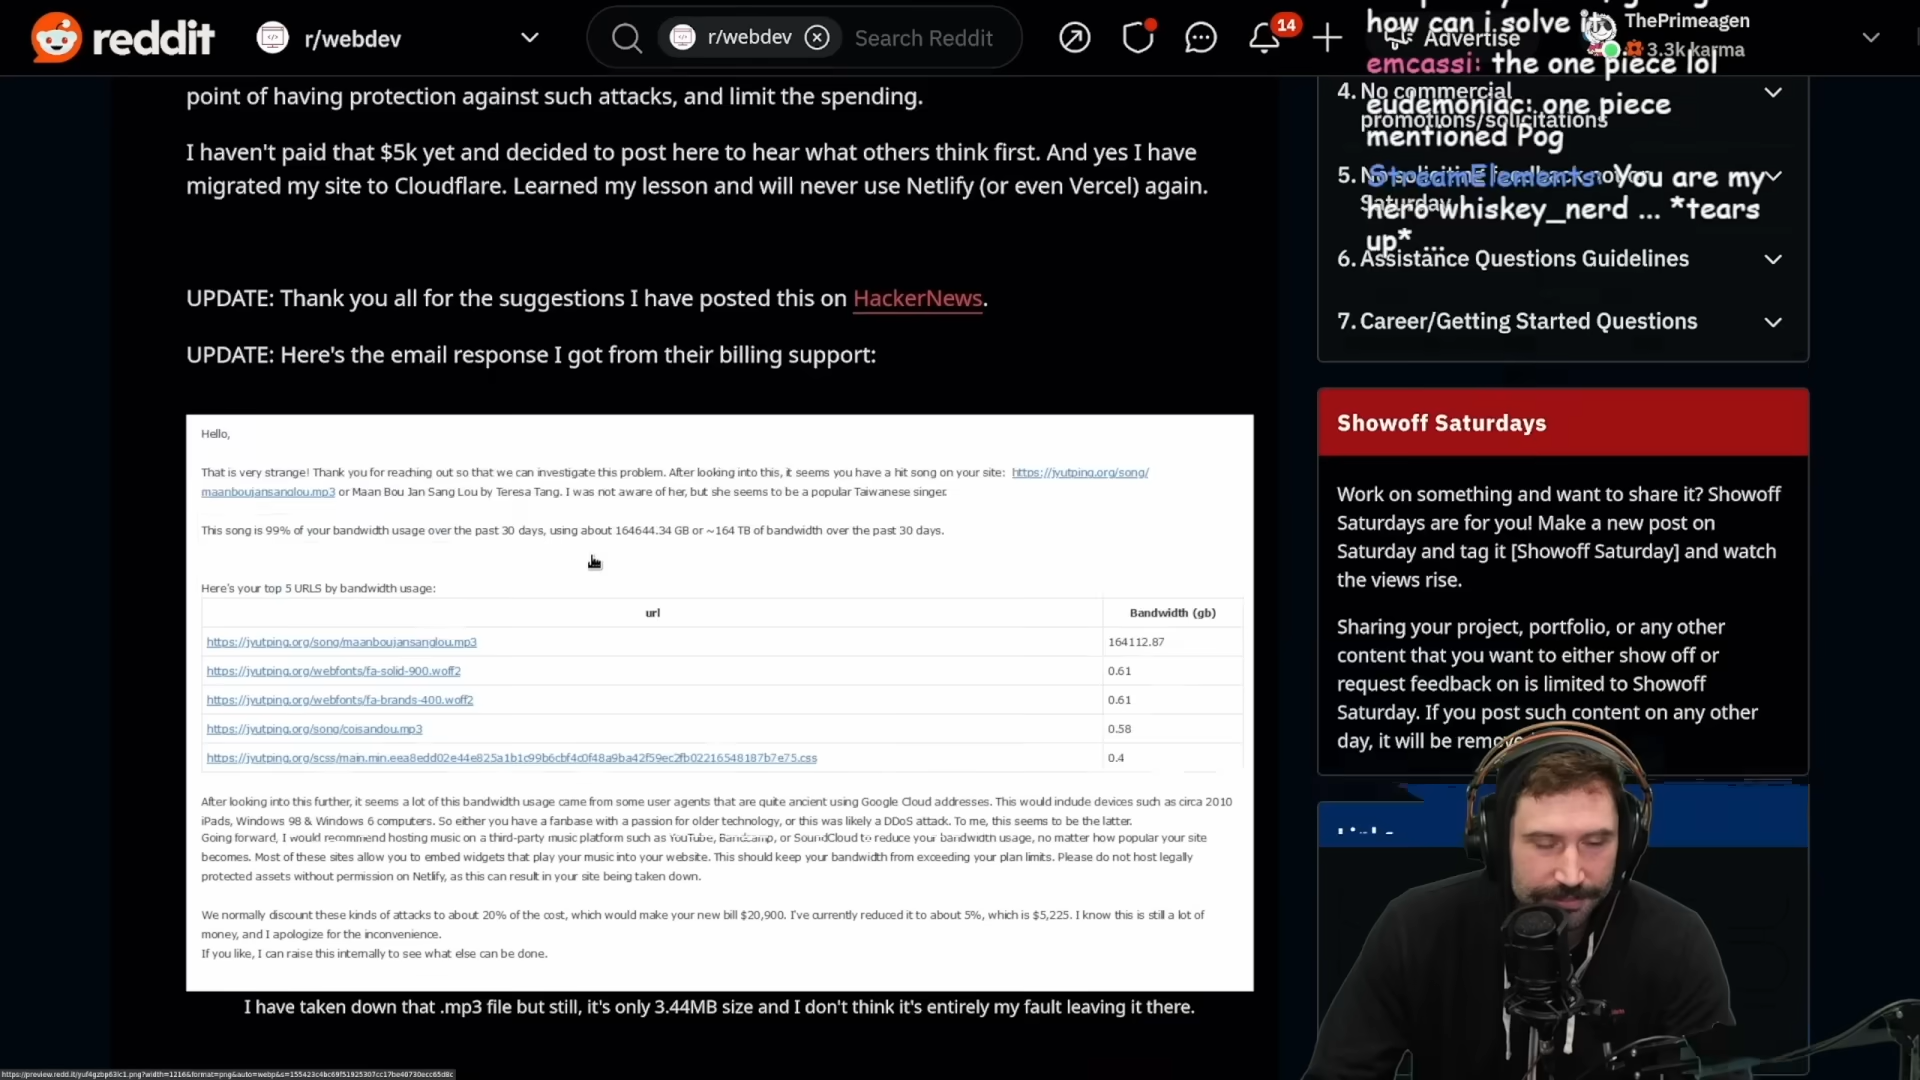 reddit
r/webdev
r/webdev
Search Reddit
14
Advertise
ThePrimeagen
3.3k karma
how can i solve it
emcassi: the one piece lol
eudemoniac: one piece
mentioned Pog
StreamElements: You are my
hero whiskey_nerd ... *tears
up* ...
point of having protection against such attacks, and limit the spending.
I haven't paid that $5k yet and decided to post here to hear what others think first. And yes I have
migrated my site to Cloudflare. Learned my lesson and will never use Netlify (or even Vercel) again.
UPDATE: Thank you all for the suggestions I have posted this on HackerNews.
UPDATE: Here's the email response I got from their billing support:
Hello,
That is very strange! Thank you for reaching out so that we can investigate this problem. After looking into this, it seems you have a hit song on your site: https://jyutping.org/song/
maanboujansanglou.mp3 or Maan Bou Jan Sang Lou by Teresa Tang. I was not aware of her, but she seems to be a popular Taiwanese singer.
This song is 99% of your bandwidth usage over the past 30 days, using about 164644.34 GB or ~164 TB of bandwidth over the past 30 days.
Here's your top 5 URLS by bandwidth usage:
url Bandwidth (gb)
https://jyutping.org/song/maanboujansanglou.mp3 164112.87
https://jyutping.org/webfonts/fa-solid-900.woff2 0.61
https://jyutping.org/webfonts/fa-brands-400.woff2 0.61
https://jyutping.org/song/coisandou.mp3 0.58
https://jyutping.org/scss/main.min.eea8edd02e44e825a1b1c99b6cbf4c0f48a9ba42f59ec2fb02216548187b7e75.css 0.4
After looking into this further, it seems a lot of this bandwidth usage came from some user agents that are quite ancient using Google Cloud addresses. This would include devices such as circa 2010
iPads, Windows 98 & Windows 6 computers. So either you have a fanbase with a passion for older technology, or this was likely a DDoS attack. To me, this seems to be the latter.
Going forward, I would recommend hosting music on a third-party music platform such as YouTube, Bandcamp, or SoundCloud to reduce your bandwidth usage, no matter how popular your site
becomes. Most of these sites allow you to embed widgets that play your music into your website. This should keep your bandwidth from exceeding your plan limits. Please do not host legally
protected assets without permission on Netlify, as this can result in your site being taken down.
We normally discount these kinds of attacks to about 20% of the cost, which would make your new bill $20,900. I've currently reduced it to about 5%, which is $5,225. I know this is still a lot of
money, and I apologize for the inconvenience.
If you like, I can raise this internally to see what else can be done.
I have taken down that .mp3 file but still, it's only 3.44MB size and I don't think it's entirely my fault leaving it there.
4. No commercial
promotions/solicitations
5.
Saturday
6. Assistance Questions Guidelines
7. Career/Getting Started Questions
Showoff Saturdays
Work on something and want to share it? Showoff
Saturdays are for you! Make a new post on
Saturday and tag it [Showoff Saturday] and watch
the views rise.
Sharing your project, portfolio, or any other
content that you want to either show off or
request feedback on is limited to Showoff
Saturday. If you post such content on any other
day, it will be